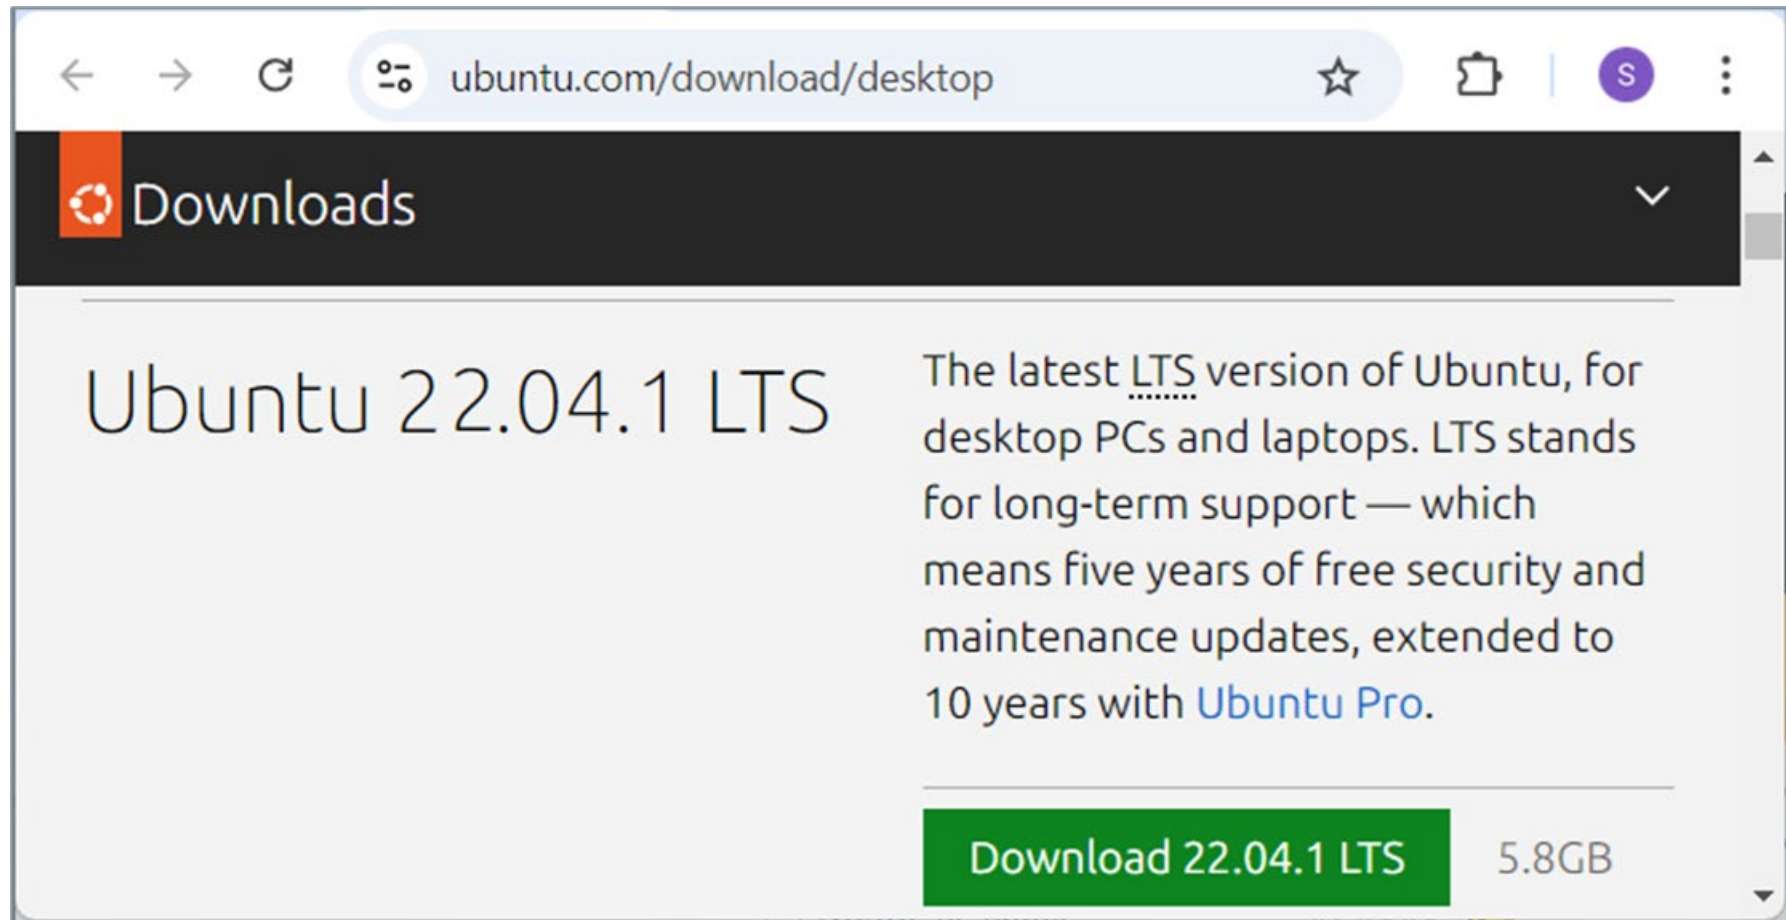 ubuntu.com/download/desktop
S
Downloads
Ubuntu 22.04.1 LTS
The latest LTS version of Ubuntu, for
desktop PCs and laptops. LTS stands
for long-term support — which
means five years of free security and
maintenance updates, extended to
10 years with Ubuntu Pro.
Download 22.04.1 LTS
5.8GB